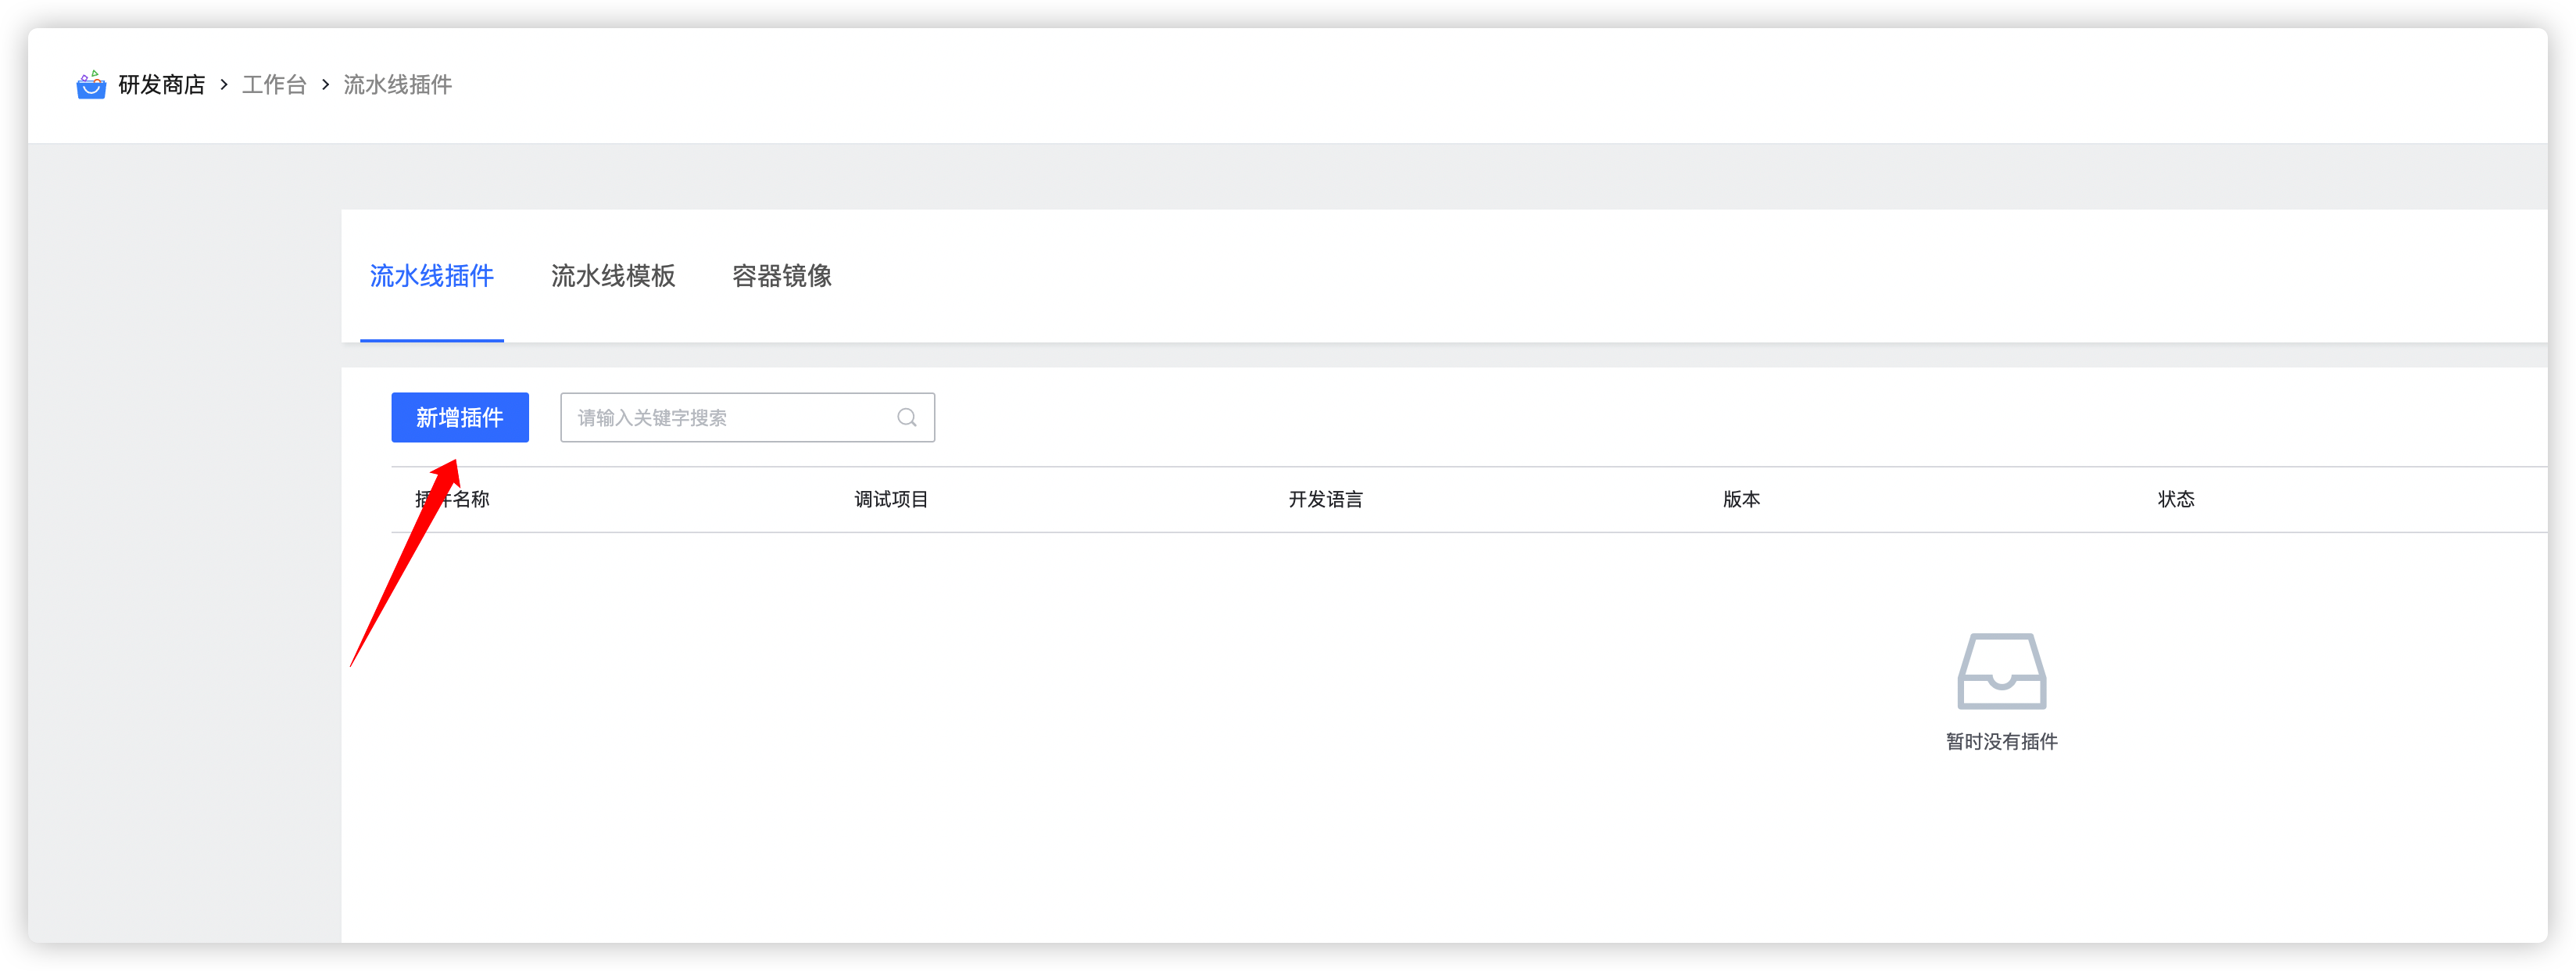 研发商店 > 工作台 > 流水线插件
流水线插件 流水线模板 容器镜像
新增插件 请输入关键字搜索
插件名称 调试项目 开发语言 版本 状态
暂时没有插件